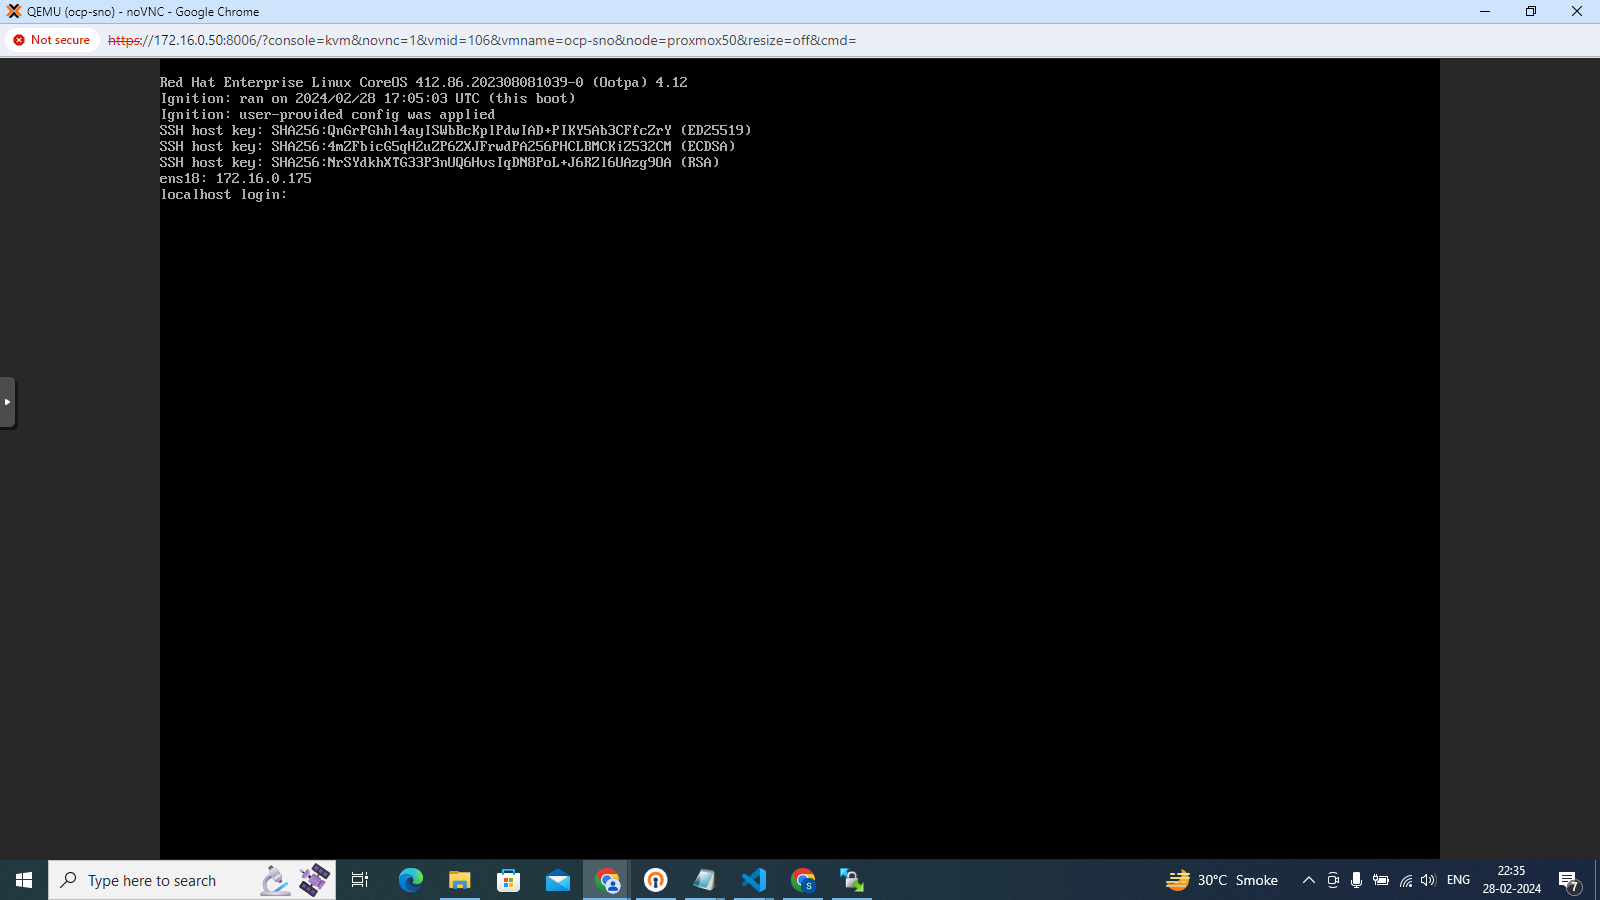 QEMU (ocp-sno) - noVNC - Google Chrome
Not secure https://172.16.0.50:8006/?console=kvm&novnc=1&vmid=106&vmname=ocp-sno&node=proxmox50&resize=off&cmd=
Red Hat Enterprise Linux CoreOS 412.86.202308081039-0 (Ootpa) 4.12
Ignition: ran on 2024/02/28 17:05:03 UTC (this boot)
Ignition: user-provided config was applied
SSH host key: SHA256:QnGrPGhhl4ayISWbBcKplPdwIAD+PIKY5Ab3CFfcZrY (ED25519)
SSH host key: SHA256:4mZFbicG5qH2uZP6ZXJFrwdPA256PHCLBMCKiZ532CM (ECDSA)
SSH host key: SHA256:NrSYdkhXTG33P3nUQ6HvsIqDN8PoL+J6RZl6UAzg9OA (RSA)
ens18: 172.16.0.175
localhost login:
Type here to search
S
30°C Smoke
ENG
22:35
28-02-2024
7